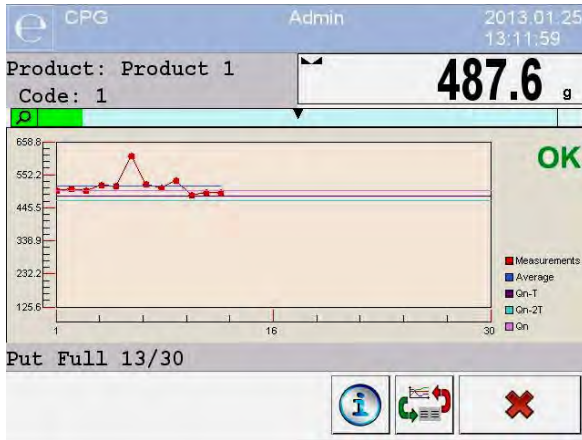 e CPG Admin 2013.01.25
13:11:59
Product: Product 1
Code: 1
487.6 g
OK
658.8
552.2
445.5
338.9
232.2
125.6
1 16 30
Measurements
Average
Qn-T
Qn-2T
Qn
Put Full 13/30
i